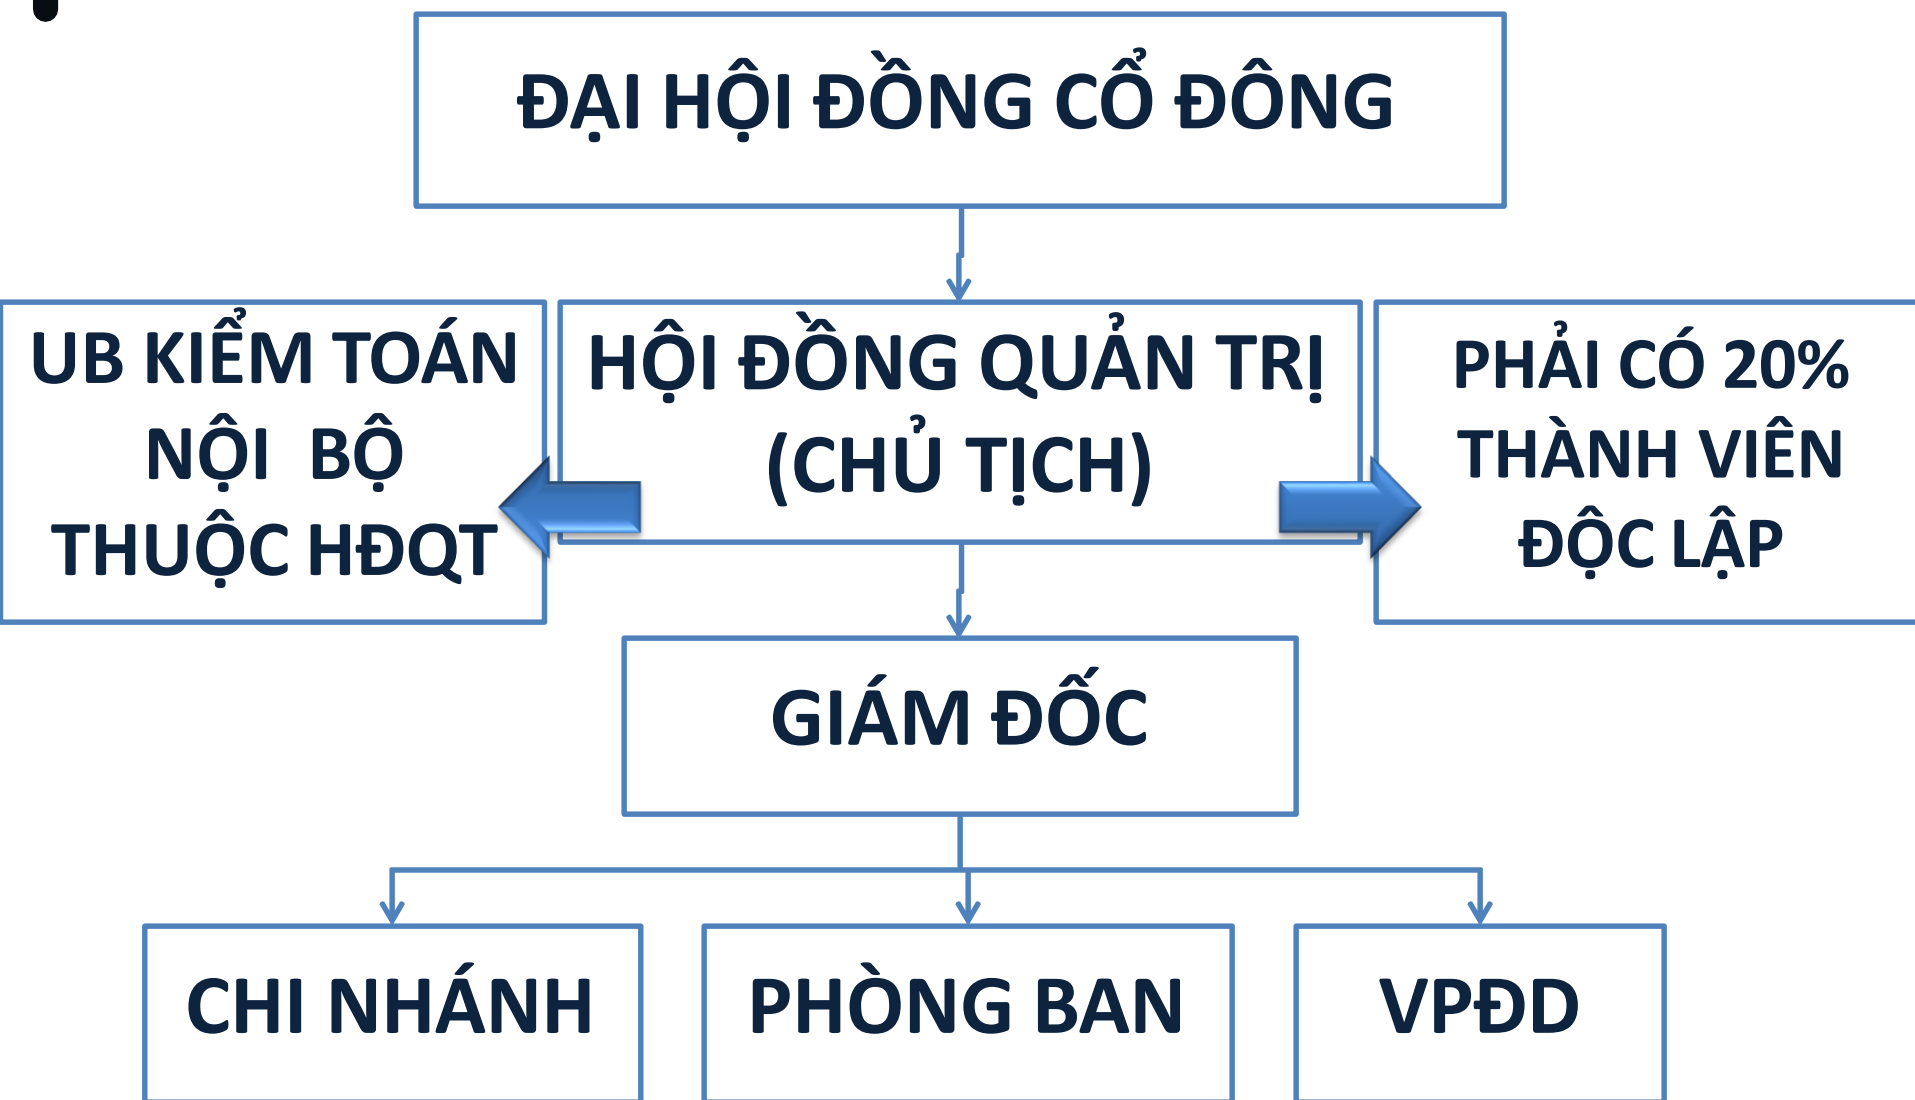 ĐẠI HỘI ĐỒNG CỔ ĐÔNG
UB KIỂM TOÁN
NỘI BỘ
THUỘC HĐQT
HỘI ĐỒNG QUẢN TRỊ
(CHỦ TỊCH)
PHẢI CÓ 20%
THÀNH VIÊN
ĐỘC LẬP
GIÁM ĐỐC
CHI NHÁNH
PHÒNG BAN
VPĐD